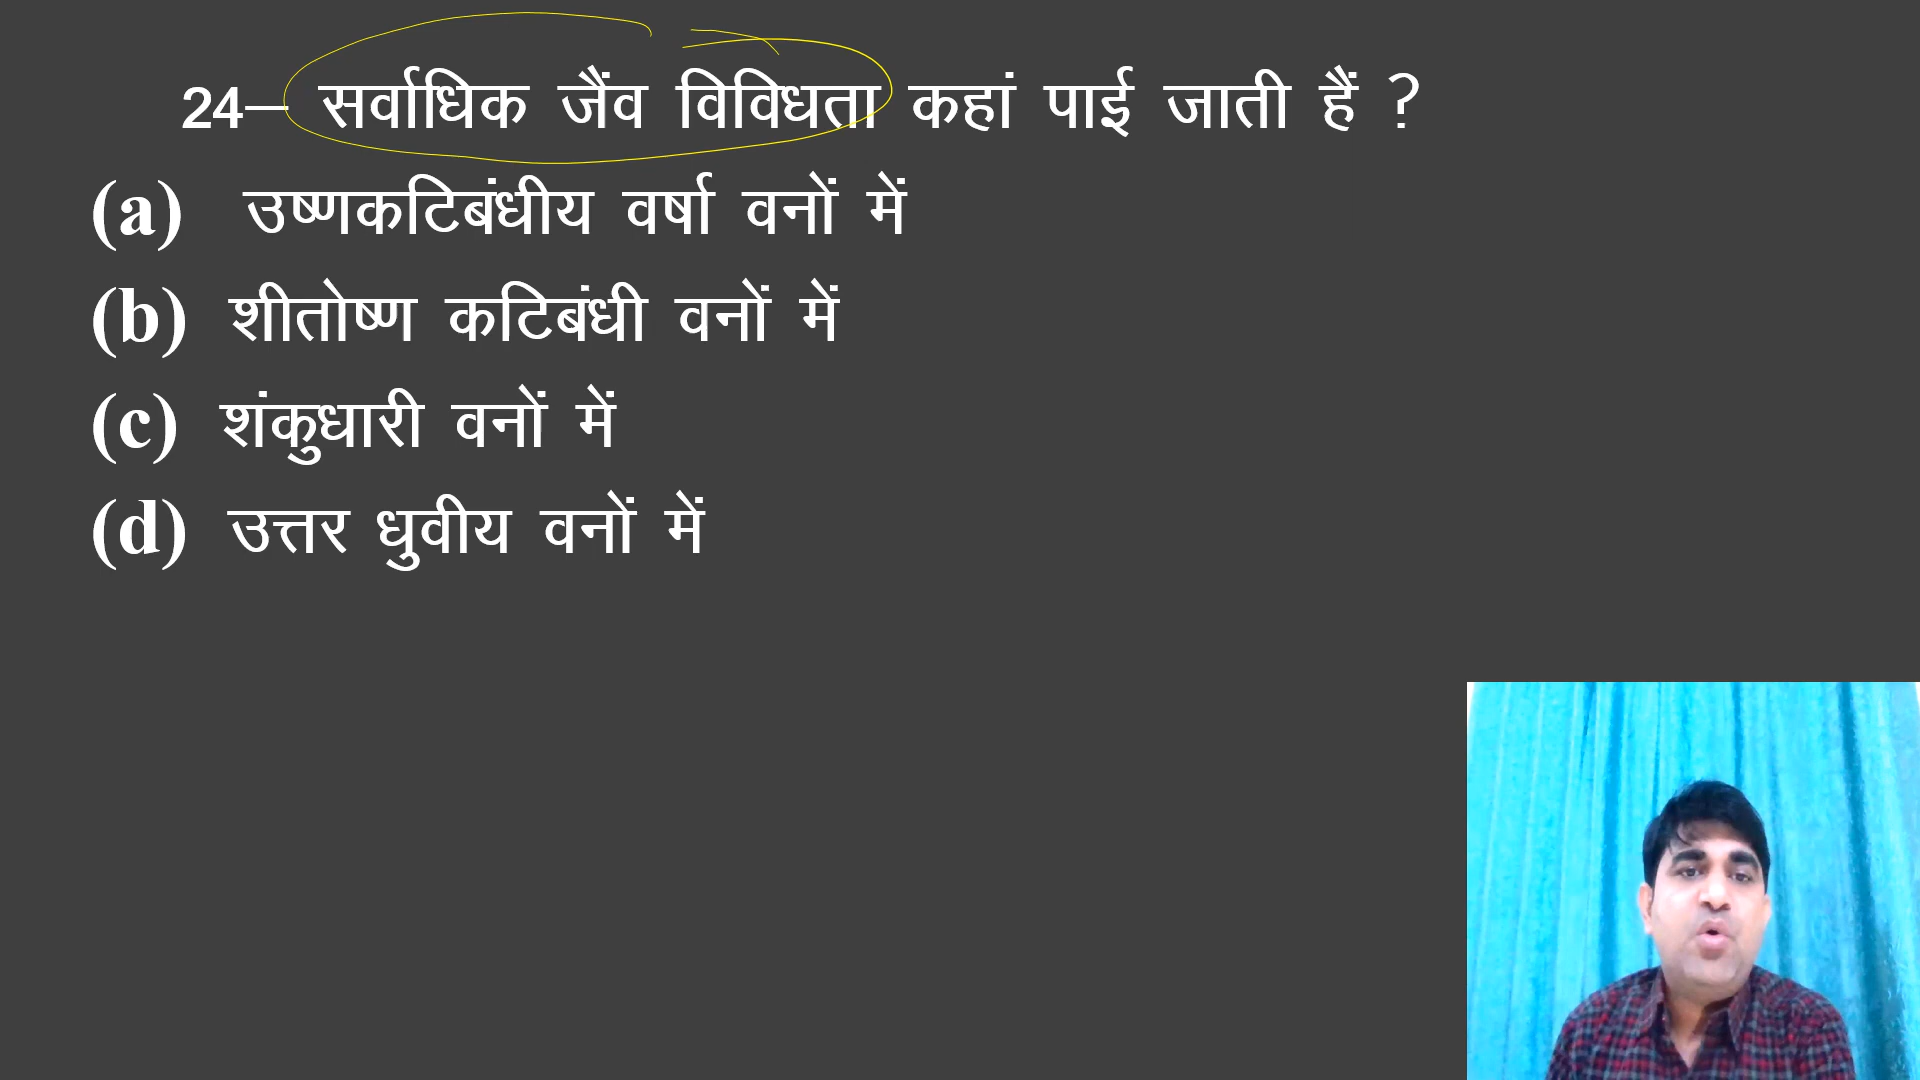 24– सर्वाधिक जैंव विविधता कहां पाई जाती हैं ?
(a) उष्णकटिबंधीय वर्षा वनों में
(b) शीतोष्ण कटिबंधी वनों में
(c) शंकुधारी वनों में
(d) उत्तर धुवीय वनों में